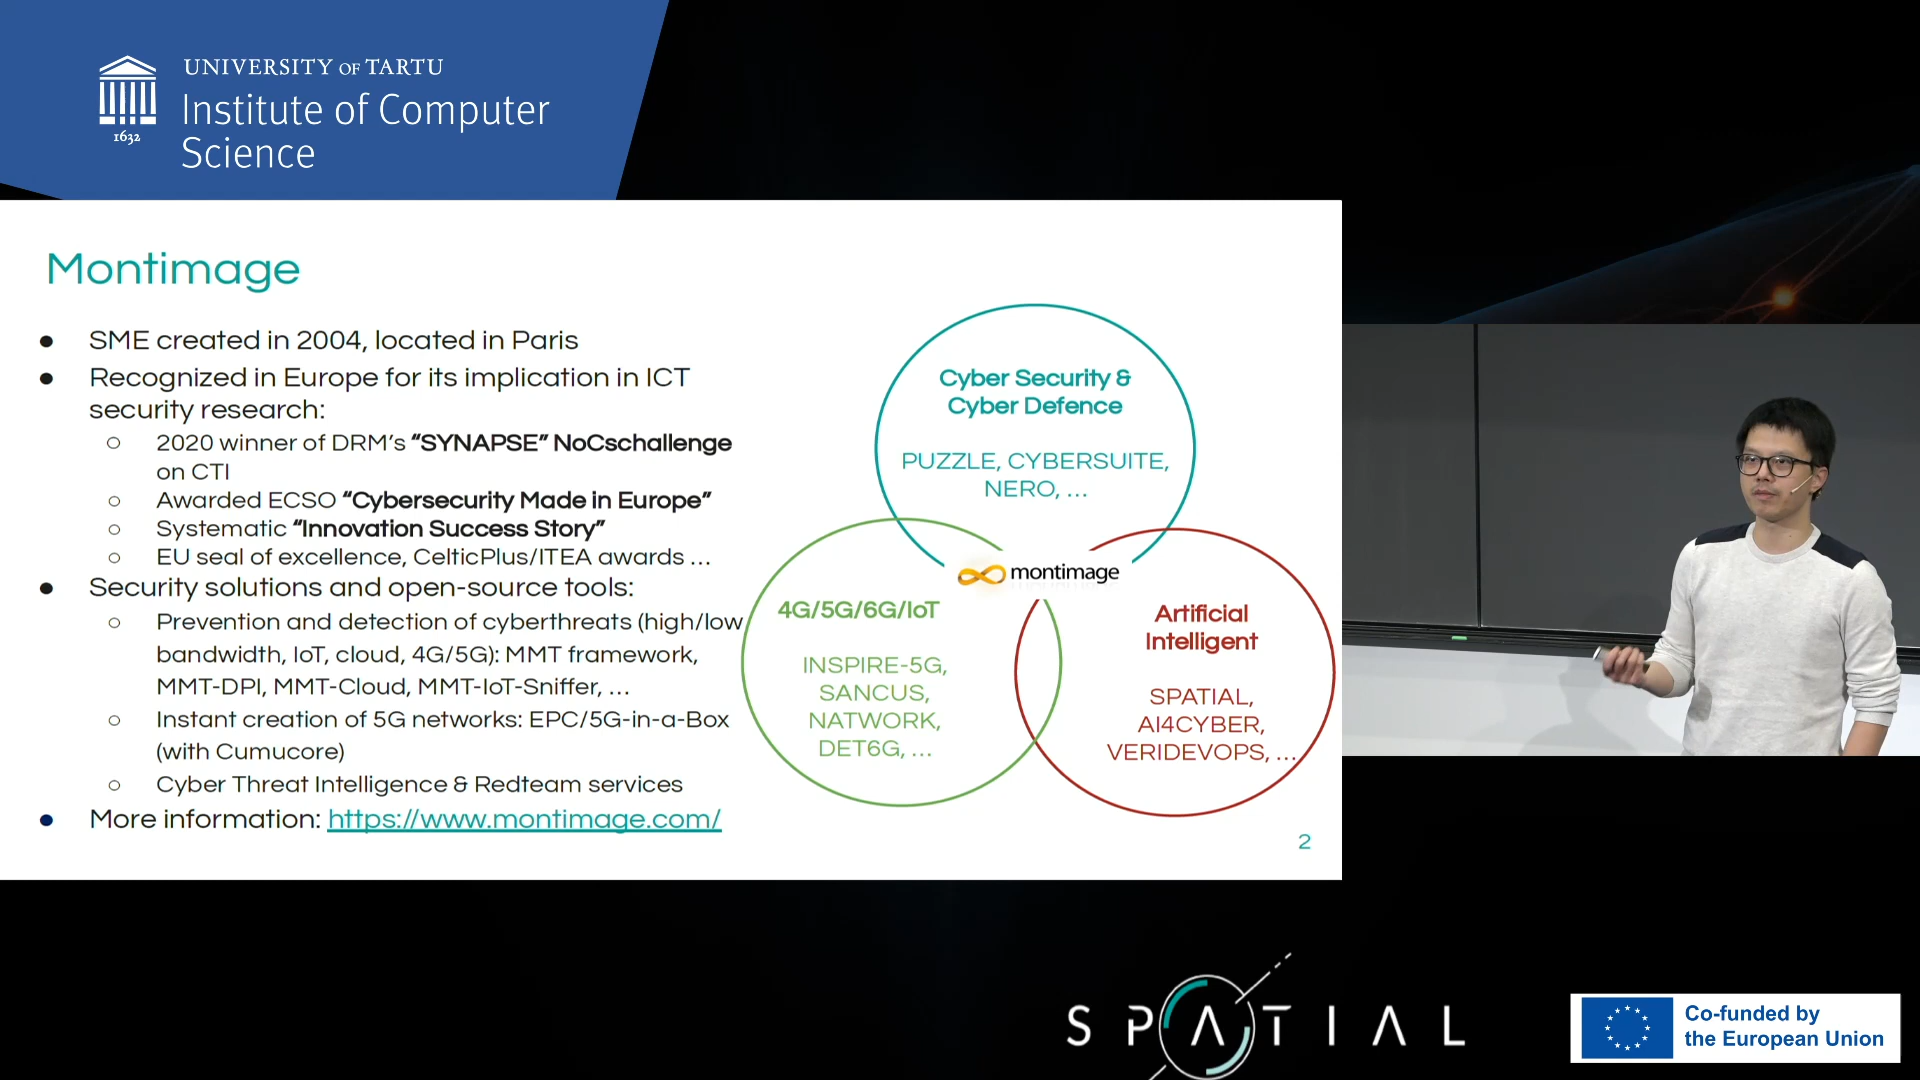 UNIVERSITY OF TARTU
Institute of Computer
Science
1632
Montimage
● SME created in 2004, located in Paris
● Recognized in Europe for its implication in ICT
security research:
○ 2020 winner of DRM's “SYNAPSE” NoCschallenge
on CTI
○ Awarded ECSO “Cybersecurity Made in Europe”
○ Systematic “Innovation Success Story”
○ EU seal of excellence, CelticPlus/ITEA awards …
● Security solutions and open-source tools:
○ Prevention and detection of cyberthreats (high/low
bandwidth, IoT, cloud, 4G/5G): MMT framework,
MMT-DPI, MMT-Cloud, MMT-IoT-Sniffer, …
○ Instant creation of 5G networks: EPC/5G-in-a-Box
(with Cumucore)
○ Cyber Threat Intelligence & Redteam services
● More information: https://www.montimage.com/
Cyber Security &
Cyber Defence
PUZZLE, CYBERSUITE,
NERO, …
montimage
4G/5G/6G/IoT
INSPIRE-5G,
SANCUS,
NATWORK,
DET6G, …
Artificial
Intelligent
SPATIAL,
AI4CYBER,
VERIDEVOPS, …
2
SPATIAL
Co-funded by
the European Union